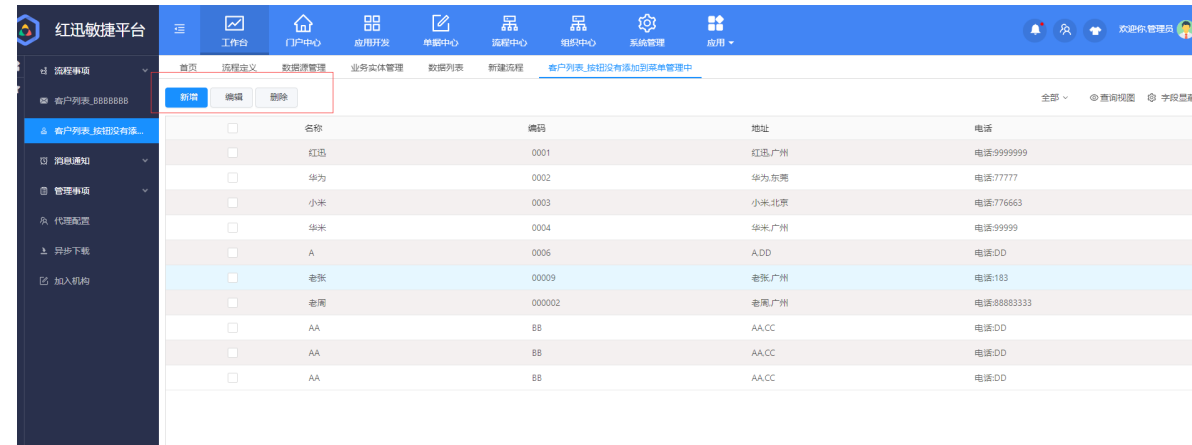 红迅敏捷平台
工作台 门户中心 应用开发 单据中心 流程中心 组织中心 系统管理 应用
欢迎你,管理员
首页 流程定义 数据源管理 业务实体管理 数据列表 新建流程 客户列表_按钮没有添加到菜单管理中
流程事项
客户列表_BBBBBBB
客户列表_按钮没有添...
消息通知
管理事项
代理配置
异步下载
加入机构
新增 编辑 删除
全部 查询视图 字段显
名称 编码 地址 电话
红迅 0001 红迅,广州 电话:9999999
华为 0002 华为,东莞 电话:77777
小米 0003 小米,北京 电话:776663
华米 0004 华米,广州 电话:99999
A 0006 A,DD 电话:DD
老张 00009 老张,广州 电话:183
老周 000002 老周,广州 电话:88883333
AA BB AA,CC 电话:DD
AA BB AA,CC 电话:DD
AA BB AA,CC 电话:DD